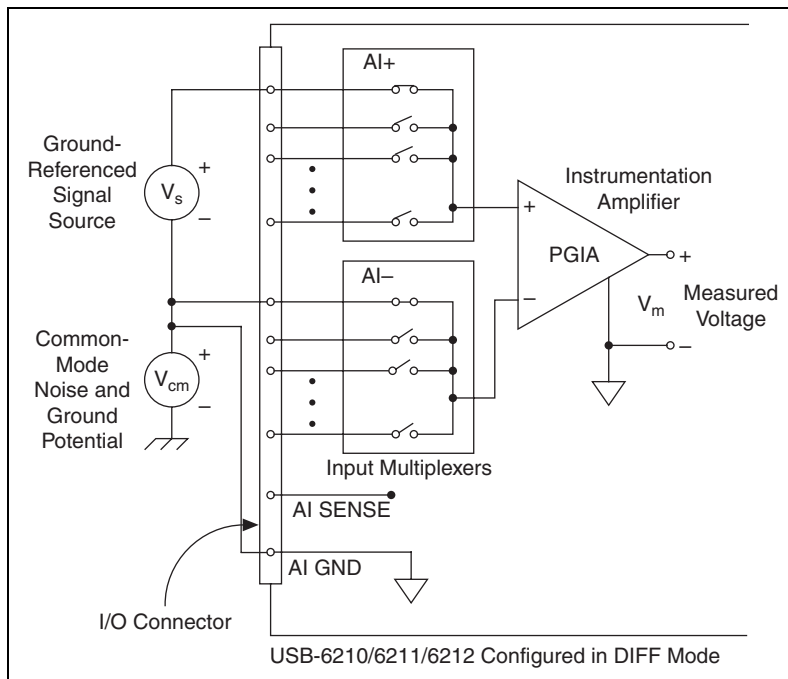 AI+
Ground-
Referenced
Signal
Source
+
Vs
–
Instrumentation
Amplifier
+
PGIA
–
+
Vm
Measured
Voltage
–
AI–
Common-
Mode
Noise and
Ground
Potential
+
Vcm
–
Input Multiplexers
AI SENSE
AI GND
I/O Connector
USB-6210/6211/6212 Configured in DIFF Mode